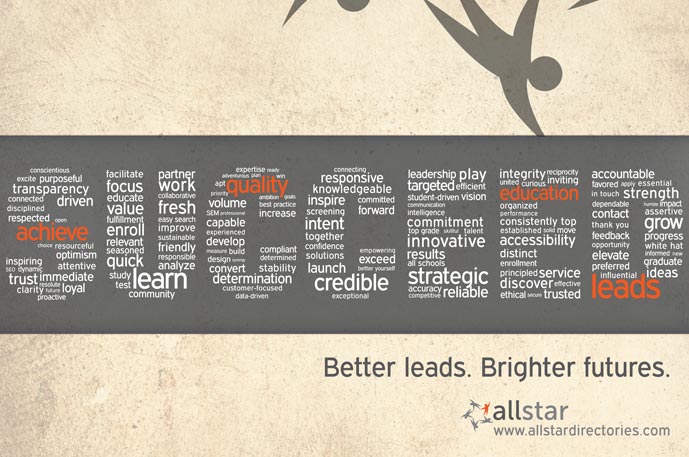 conscientious
excite purposeful
transparency
connected driven
disciplined
respected open
achieve
choice resourceful
optimism
inspiring attentive
SEO dynamic
trust immediate
resolute
clarity future loyal
proactive
facilitate partner
focus work
educate collaborative
value fresh
fulfillment easy search
enroll improve
sustainable
relevant friendly
seasoned responsible
quick analyze
study
test learn
community
expertise ready
adventurous plan win
apt quality
priority ambition goals
volume best practice
SEM professional increase
capable
experienced
develop
measure build compliant
design strong determined
convert stability
determination
customer-focused
data-driven
connecting
responsive
knowledgeable
inspire committed
screening forward
intent
together
confidence
solutions empowering
exceed
launch better yourself
credible
exceptional
leadership play
targeted efficient
student-driven vision
communication
intelligence
commitment
top grade skillful talent
innovative
results
all schools
strategic
accuracy
competitive reliable
integrity reciprocity
united curious inviting
education
organized
performance
consistently top
established solid move
accessibility
distinct
enrollment
principled service
discover effective
ethical secure trusted
accountable
favored apply essential
in touch strength
dependable humble impact
contact assertive
thank you grow
feedback progress
opportunity white hat
elevate informed new
preferred graduate
influential ideas
leads
Better leads. Brighter futures.
allstar
www.allstardirectories.com